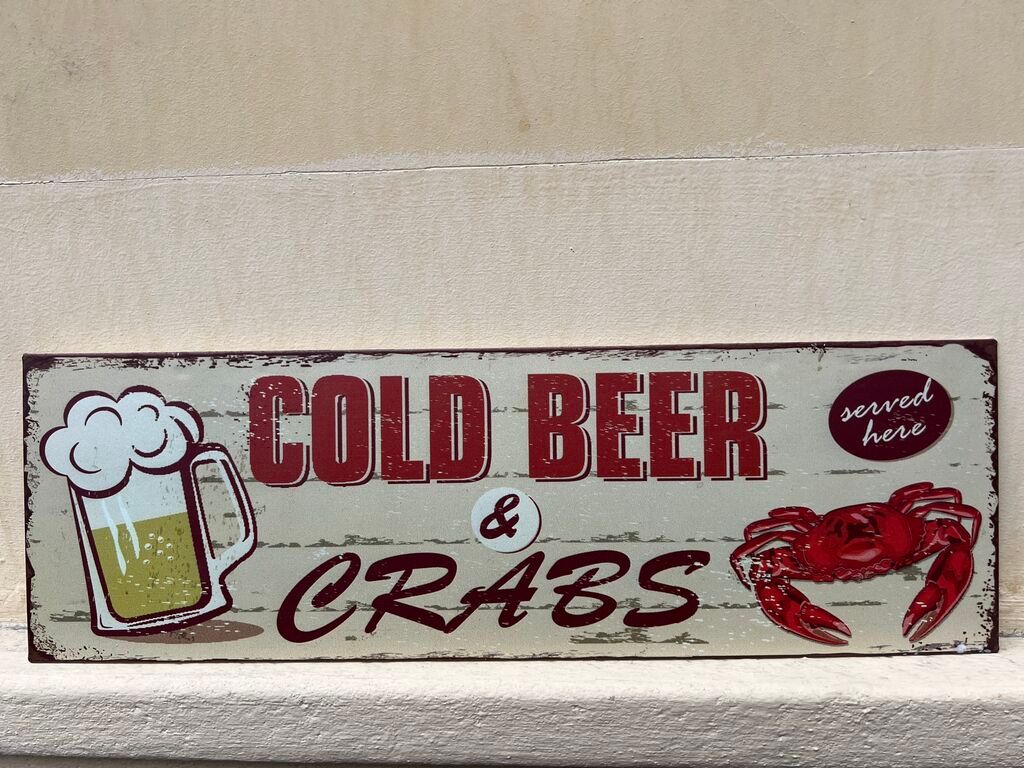 COLD BEER
&
CRABS
served
here